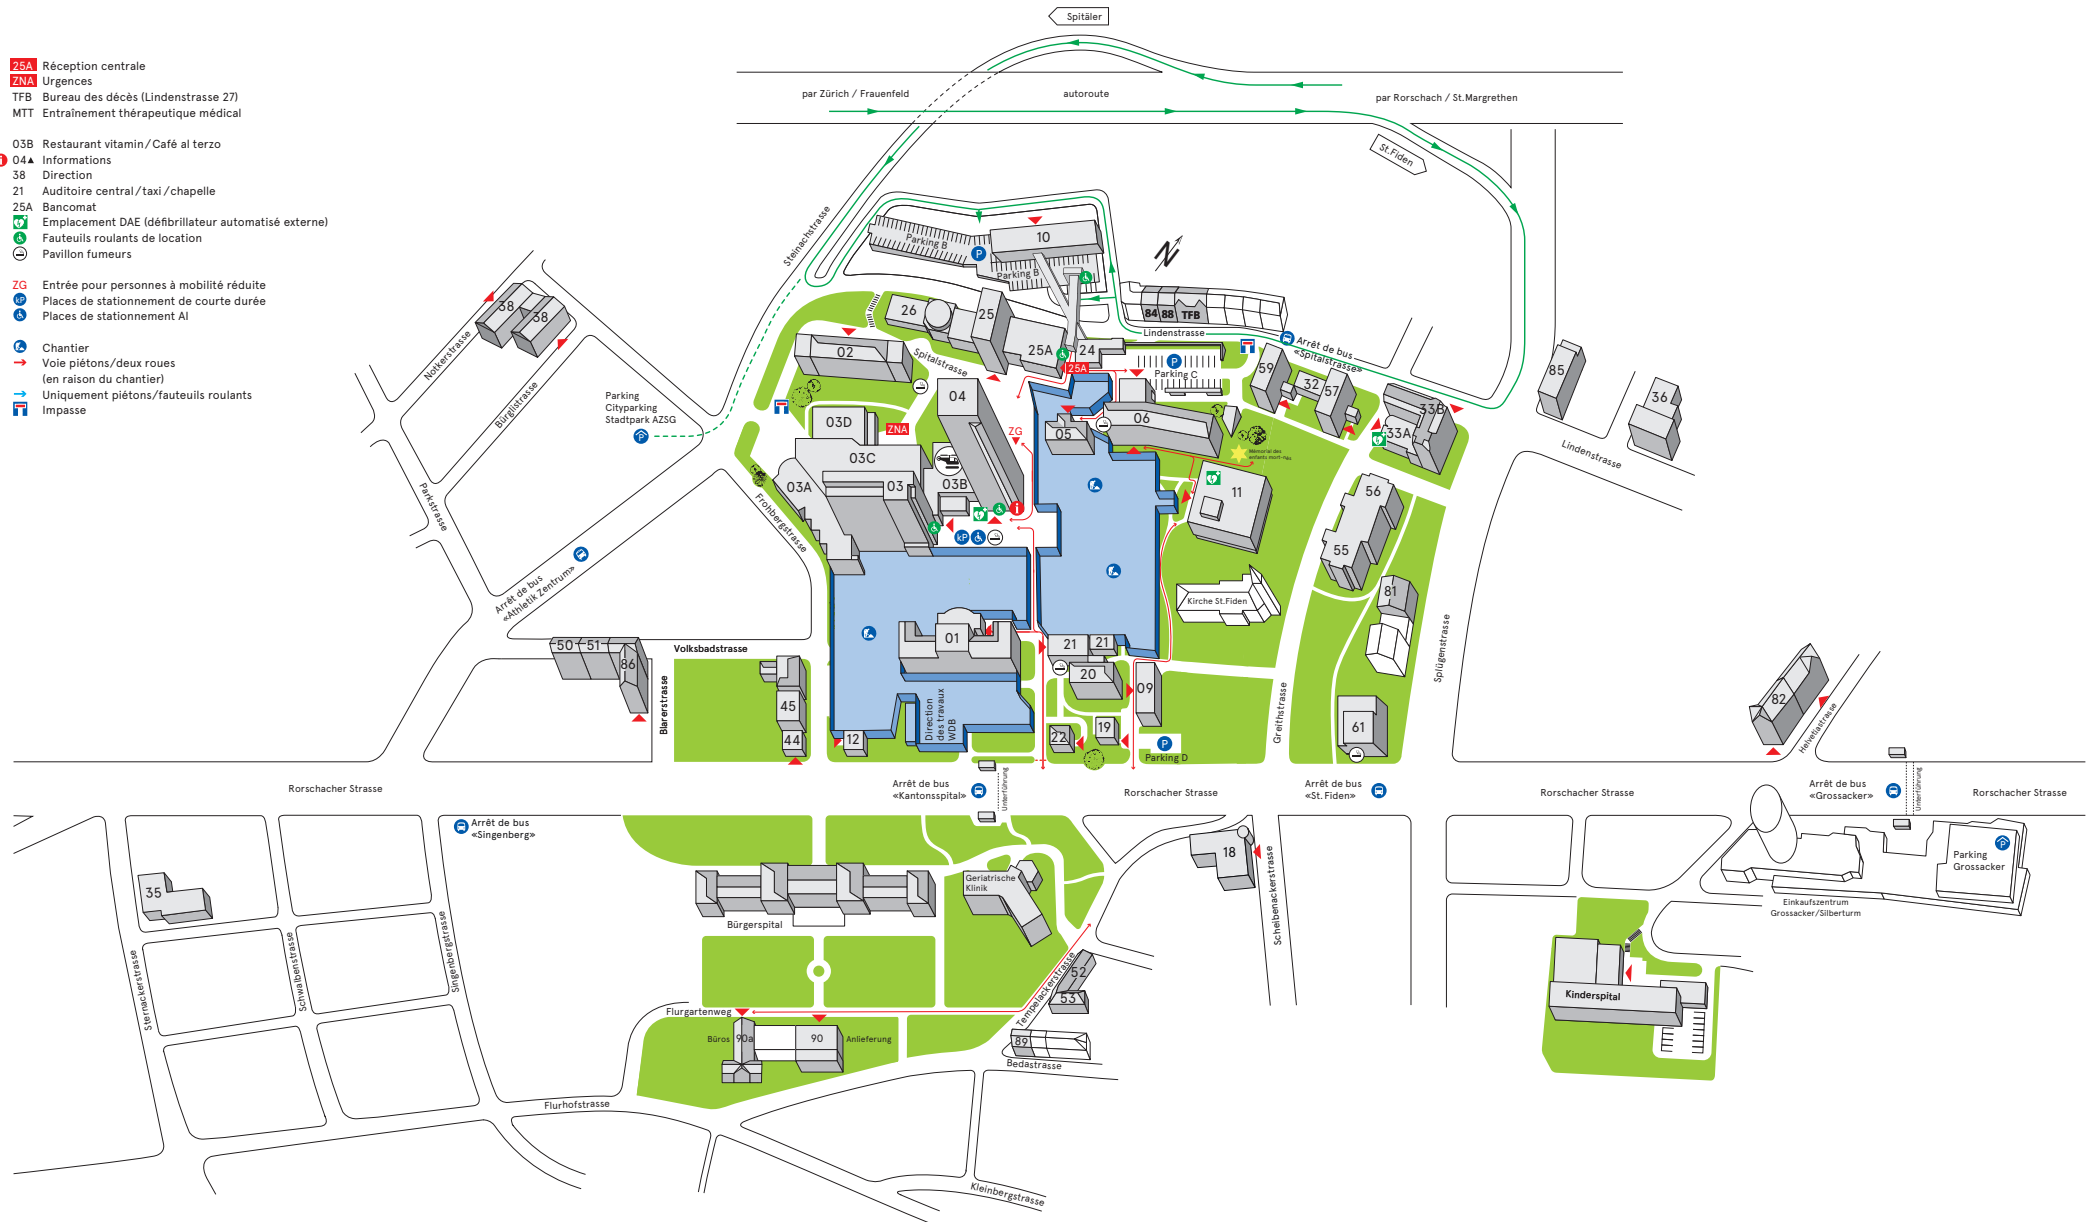 Spitäler
25A Réception centrale
ZNA Urgences
TFB Bureau des décès (Lindenstrasse 27)
MTT Entraînement thérapeutique médical
03B Restaurant vitamin/Café al terzo
i 04▲ Informations
38 Direction
21 Auditoire central/taxi/chapelle
25A Bancomat
Emplacement DAE (défibrillateur automatisé externe)
Fauteuils roulants de location
Pavillon fumeurs
ZG Entrée pour personnes à mobilité réduite
kP Places de stationnement de courte durée
Places de stationnement AI
Chantier
Voie piétons/deux roues
(en raison du chantier)
Uniquement piétons/fauteuils roulants
Impasse
par Zürich / Frauenfeld
autoroute
par Rorschach / St.Margrethen
St.Fiden
Steinachstrasse
Parking B
P
10
Parking B
N
84 88 TFB
Lindenstrasse
Arrêt de bus
«Spitalstrasse»
26
25
25A
24
25A
P
Parking C
02
Spitalstrasse
38
38
Notkerstrasse
Bürglistrasse
Parking
Cityparking
Stadtpark AZSG
P
59
32
57
33B
33A
85
36
Lindenstrasse
04
03D
ZNA
03C
03A
03
03B
ZG
05
06
Mémorial des
enfants mort-nés
11
i
kP
56
55
81
Parkstrasse
Frohbergstrasse
Arrêt de bus
«Athletik Zentrum»
Kirche St.Fiden
Splügenstrasse
50
51
86
Volksbadstrasse
Blarerstrasse
01
21
21
20
09
45
44
12
Direction
des travaux
WDB
22
19
P
Parking D
Greithstrasse
61
82
Helvetiastrasse
Rorschacher Strasse
Arrêt de bus
«Kantonsspital»
Unterführung
Rorschacher Strasse
Arrêt de bus
«St. Fiden»
Rorschacher Strasse
Arrêt de bus
«Grossacker»
Unterführung
Rorschacher Strasse
Arrêt de bus
«Singenberg»
35
Sternackerstrasse
Schwalbenstrasse
Singenbergstrasse
Bürgerspital
Geriatrische
Klinik
18
Scheibenackerstrasse
P
Parking
Grossacker
Einkaufszentrum
Grossacker/Silberturm
Kinderspital
Tempelackerstrasse
52
53
89
Bedastrasse
Flurgartenweg
Büros 90a
90
Anlieferung
Flurhofstrasse
Kleinbergstrasse